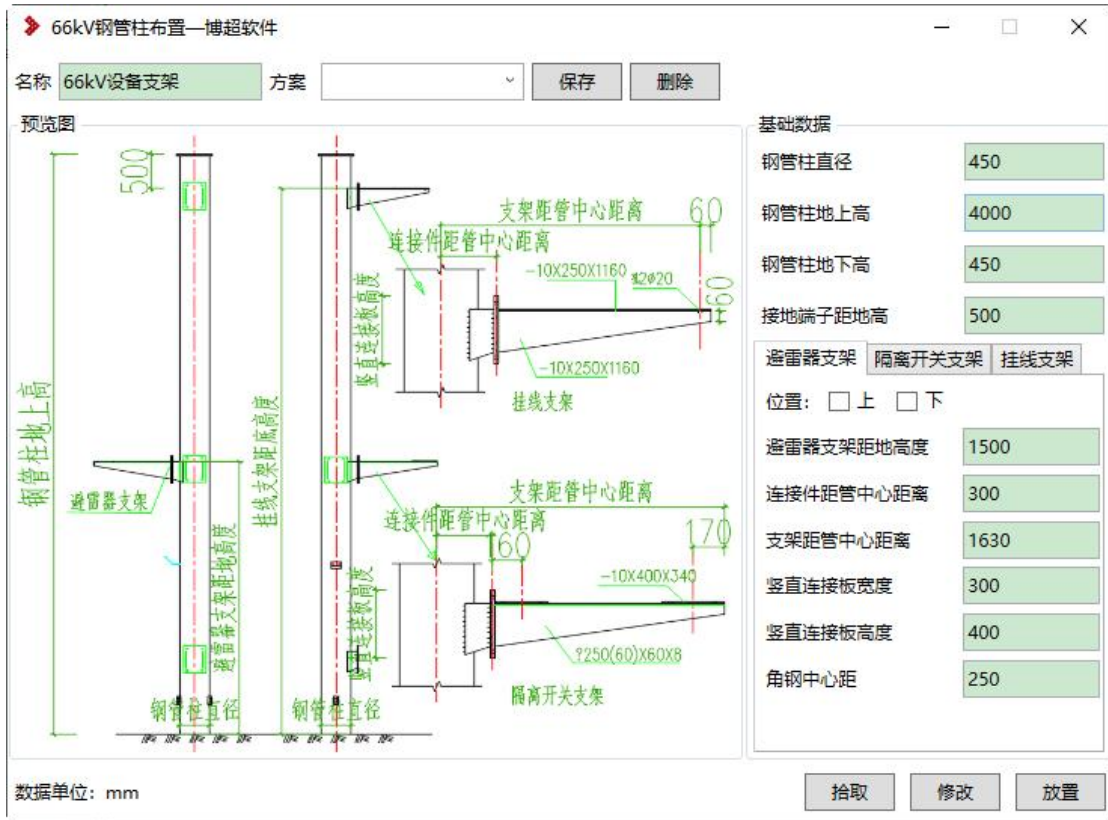 66kV钢管柱布置—博超软件
名称 66kV设备支架 方案 保存 删除
预览图
500
钢管柱地上高
避雷器支架
避雷器支架距地高度
钢管柱直径
挂线支架距底高度
钢管柱直径
支架距管中心距离 60
连接件距管中心距离
竖直连接板高度
-10X250X1160
2φ20
60
-10X250X1160
挂线支架
支架距管中心距离
连接件距管中心距离
160
170
竖直连接板高度
-10X400X340
?250(60)X60X8
隔离开关支架
基础数据
钢管柱直径 450
钢管柱地上高 4000
钢管柱地下高 450
接地端子距地高 500
避雷器支架 隔离开关支架 挂线支架
位置： 上 下
避雷器支架距地高度 1500
连接件距管中心距离 300
支架距管中心距离 1630
竖直连接板宽度 300
竖直连接板高度 400
角钢中心距 250
数据单位：mm
拾取 修改 放置